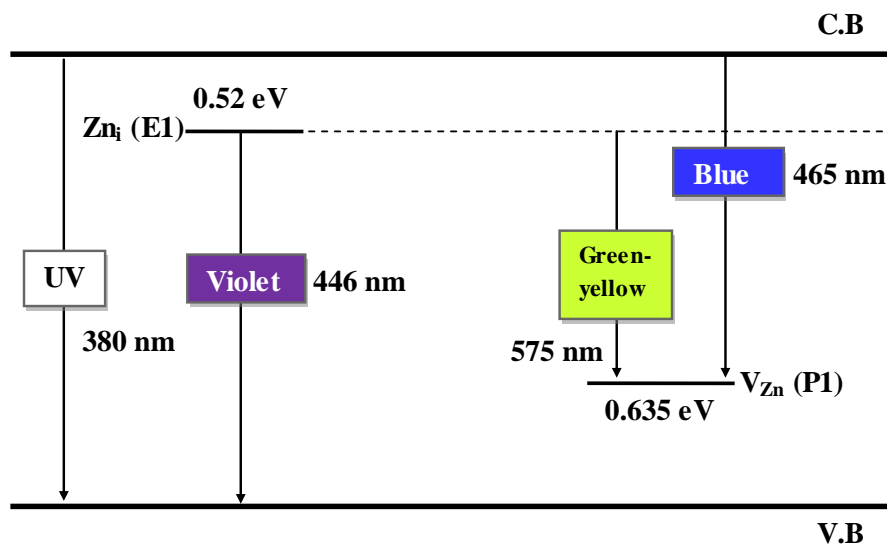 C.B
0.52 eV
Znᵢ (E1)
Blue
465 nm
UV
Violet
446 nm
Green-
yellow
380 nm
575 nm
V_Zn (P1)
0.635 eV
V.B